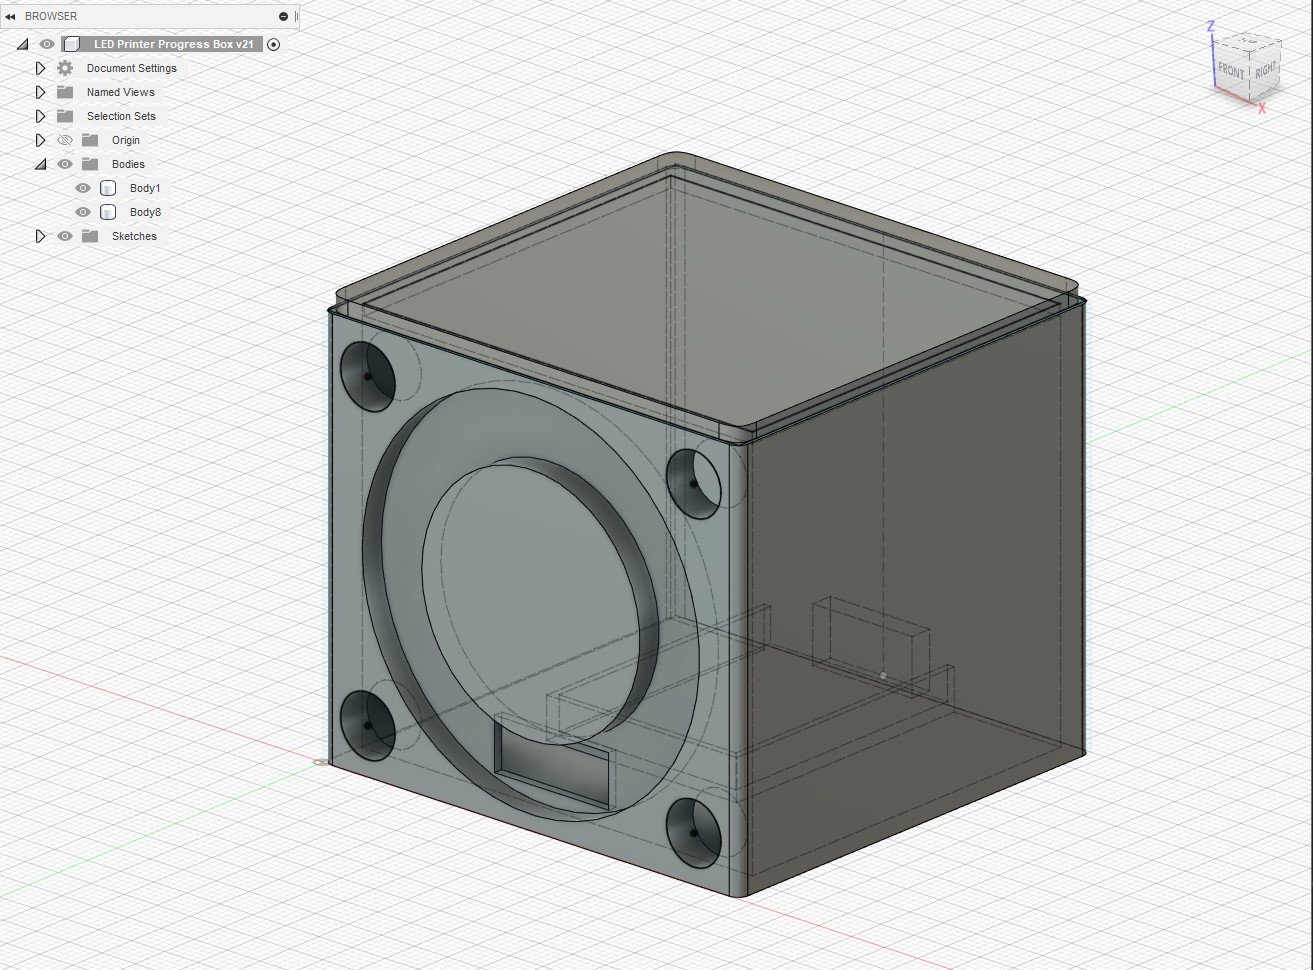 BROWSER
LED Printer Progress Box v21
Document Settings
Named Views
Selection Sets
Origin
Bodies
Body1
Body8
Sketches
Z
FRONT
RIGHT
X